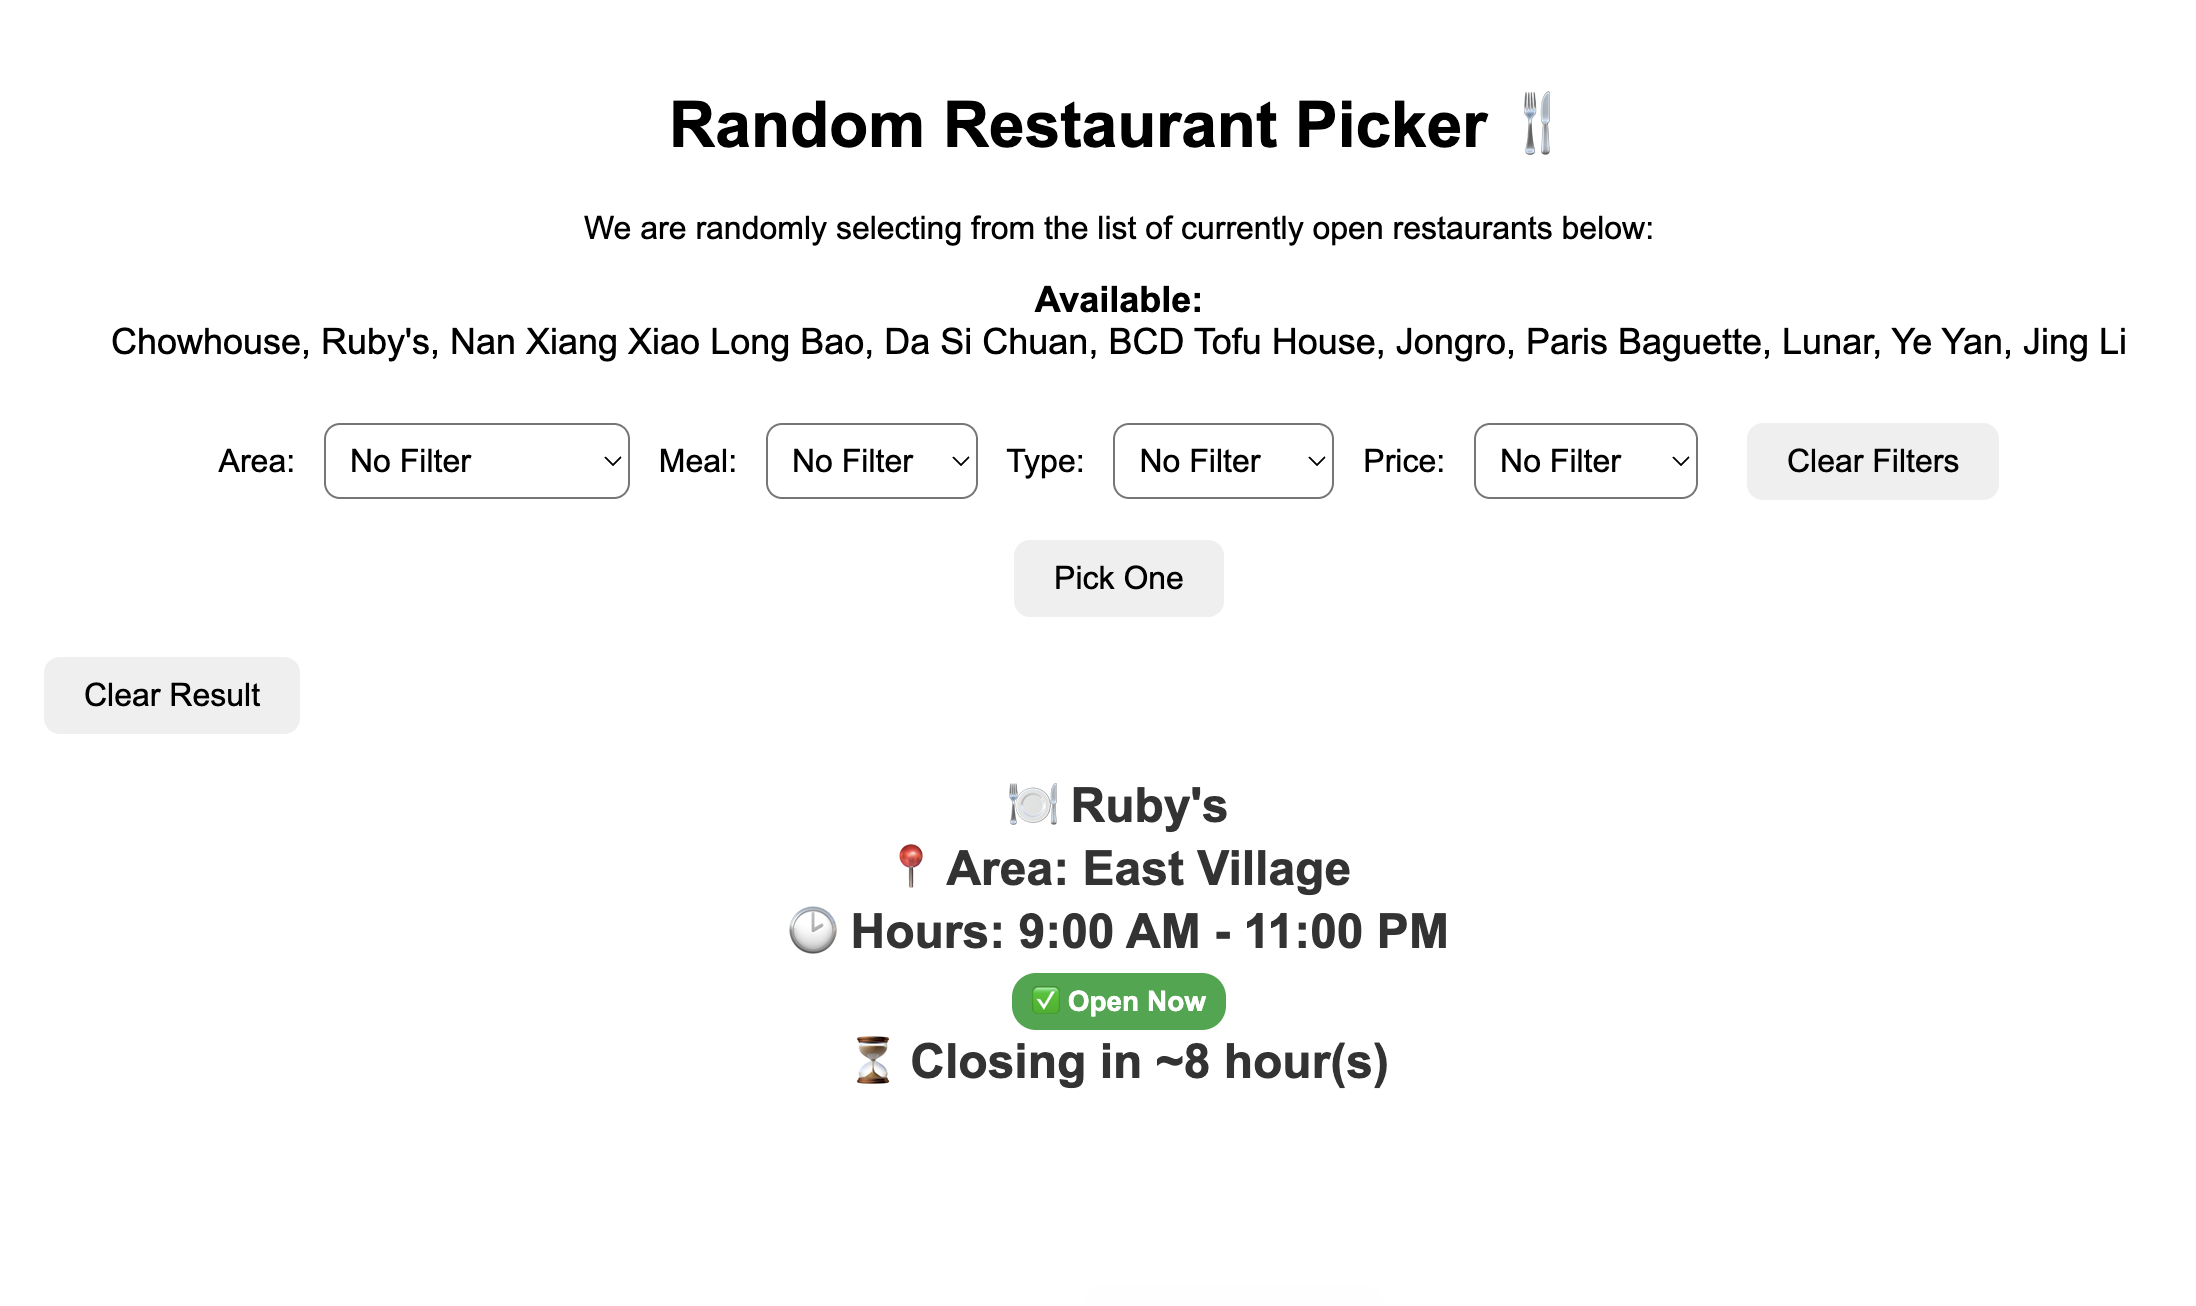 Random Restaurant Picker 🍴
We are randomly selecting from the list of currently open restaurants below:
Available:
Chowhouse, Ruby's, Nan Xiang Xiao Long Bao, Da Si Chuan, BCD Tofu House, Jongro, Paris Baguette, Lunar, Ye Yan, Jing Li
Area: No Filter Meal: No Filter Type: No Filter Price: No Filter Clear Filters
Pick One
Clear Result
🍽️ Ruby's
📍 Area: East Village
🕑 Hours: 9:00 AM - 11:00 PM
✅ Open Now
⏳ Closing in ~8 hour(s)